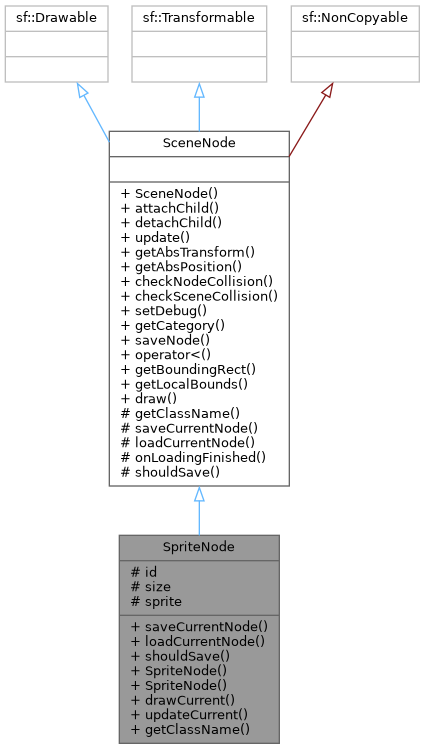 sf::Drawable
sf::Transformable
sf::NonCopyable
SceneNode
+ SceneNode()
+ attachChild()
+ detachChild()
+ update()
+ getAbsTransform()
+ getAbsPosition()
+ checkNodeCollision()
+ checkSceneCollision()
+ setDebug()
+ getCategory()
+ saveNode()
+ operator<()
+ getBoundingRect()
+ getLocalBounds()
+ draw()
# getClassName()
# saveCurrentNode()
# loadCurrentNode()
# onLoadingFinished()
# shouldSave()
SpriteNode
# id
# size
# sprite
+ saveCurrentNode()
+ loadCurrentNode()
+ shouldSave()
+ SpriteNode()
+ SpriteNode()
+ drawCurrent()
+ updateCurrent()
+ getClassName()